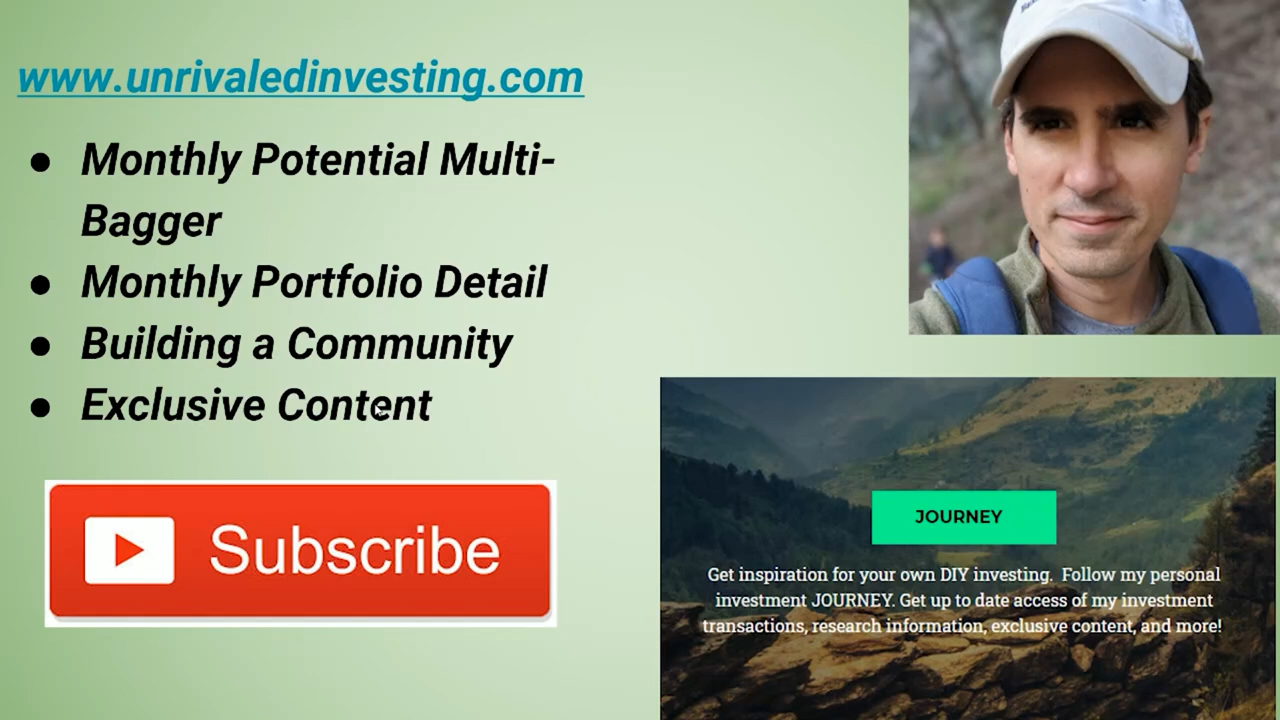 www.unrivaledinvesting.com
● Monthly Potential Multi-
Bagger
● Monthly Portfolio Detail
● Building a Community
● Exclusive Content
Subscribe
JOURNEY
Get inspiration for your own DIY investing. Follow my personal
investment JOURNEY. Get up to date access of my investment
transactions, research information, exclusive content, and more!